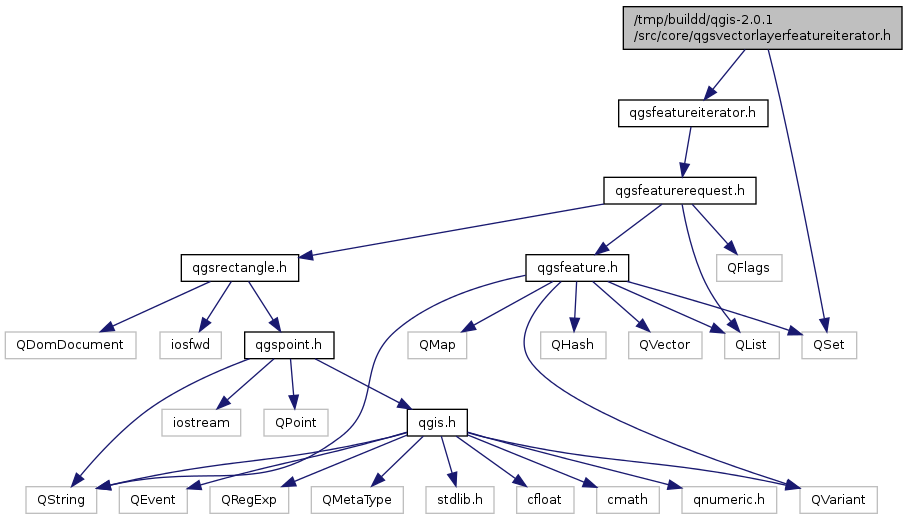 /tmp/buildd/qgis-2.0.1
/src/core/qgsvectorlayerfeatureiterator.h
qgsfeatureiterator.h
qgsfeaturerequest.h
qgsrectangle.h
qgsfeature.h
QFlags
QDomDocument
iosfwd
qgspoint.h
QMap
QHash
QVector
QList
QSet
iostream
QPoint
qgis.h
QString
QEvent
QRegExp
QMetaType
stdlib.h
cfloat
cmath
qnumeric.h
QVariant